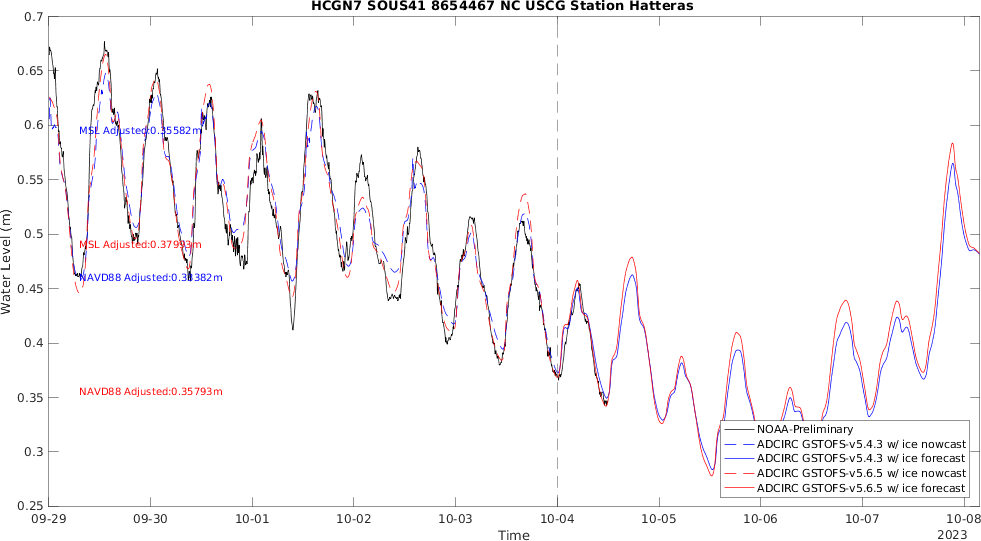 HCGN7 SOUS41 8654467 NC USCG Station Hatteras
0.7
0.65
0.6
0.55
0.5
0.45
0.4
0.35
0.3
0.25
Water Level (m)
MSL Adjusted:0.35582m
MSL Adjusted:0.37993m
NAVD88 Adjusted:0.33382m
NAVD88 Adjusted:0.35793m
NOAA-Preliminary
ADCIRC GSTOFS-v5.4.3 w/ ice nowcast
ADCIRC GSTOFS-v5.4.3 w/ ice forecast
ADCIRC GSTOFS-v5.6.5 w/ ice nowcast
ADCIRC GSTOFS-v5.6.5 w/ ice forecast
09-29 09-30 10-01 10-02 10-03 10-04 10-05 10-06 10-07 10-08
2023
Time